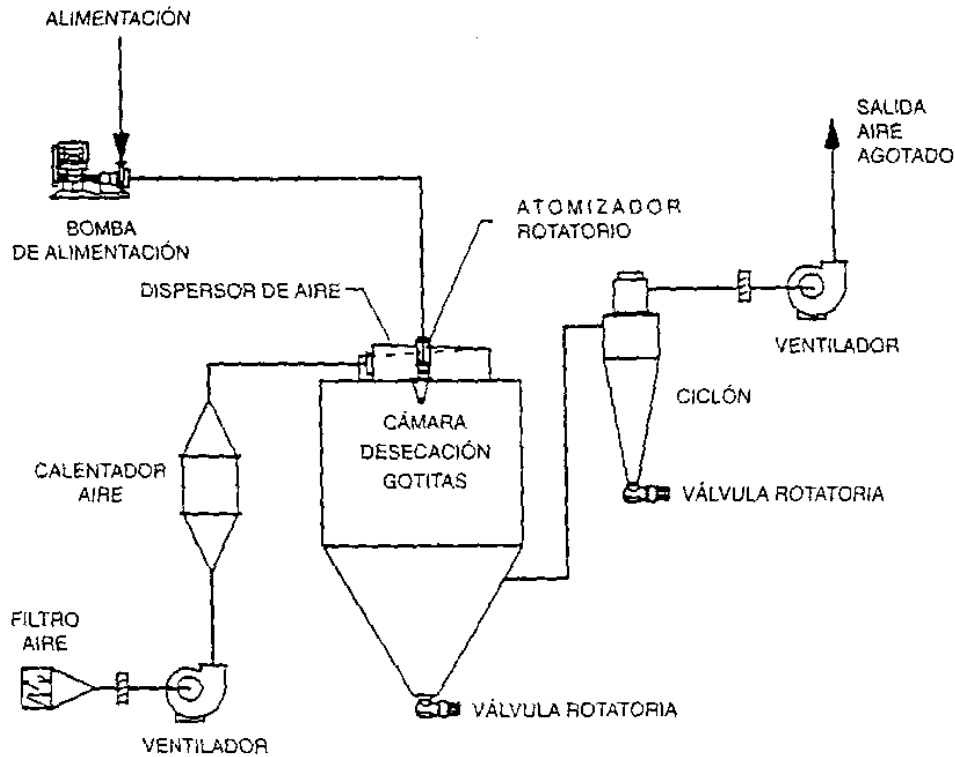 ALIMENTACIÓN
SALIDA
AIRE
AGOTADO
BOMBA
DE ALIMENTACIÓN
ATOMIZADOR
ROTATORIO
DISPERSOR DE AIRE
VENTILADOR
CICLÓN
CÁMARA
DESECACIÓN
GOTITAS
CALENTADOR
AIRE
VÁLVULA ROTATORIA
FILTRO
AIRE
VÁLVULA ROTATORIA
VENTILADOR